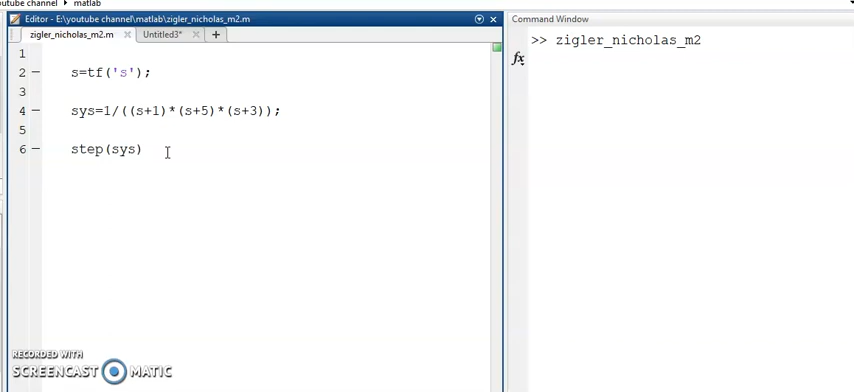 outube channel ▸ matlab
Editor - E:\youtube channel\matlab\zigler_nicholas_m2.m
zigler_nicholas_m2.m × Untitled3* × +
1
2 – s=tf('s');
3
4 – sys=1/((s+1)*(s+5)*(s+3));
5
6 – step(sys)
Command Window
>> zigler_nicholas_m2
fx
RECORDED WITH
SCREENCAST MATIC